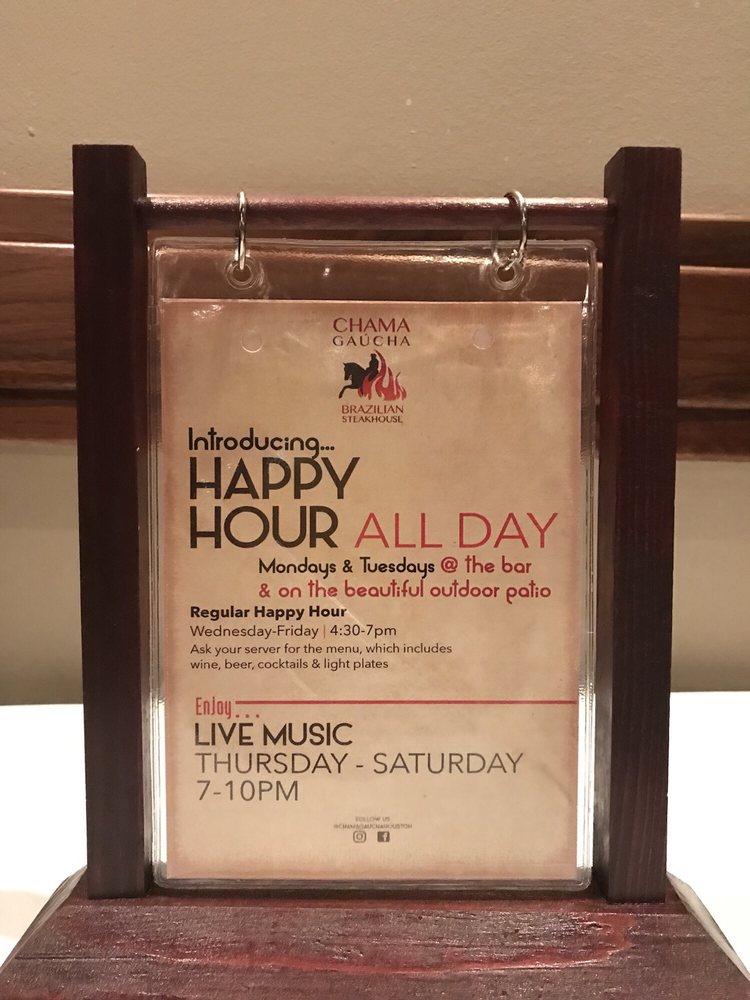 CHAMA
GAÚCHA
BRAZILIAN
STEAKHOUSE
Introducing...
HAPPY
HOUR ALL DAY
Mondays & Tuesdays @ the bar
& on the beautiful outdoor patio
Regular Happy Hour
Wednesday-Friday | 4:30-7pm
Ask your server for the menu, which includes
wine, beer, cocktails & light plates
Enjoy...
LIVE MUSIC
THURSDAY - SATURDAY
7-10PM
FOLLOW US
@CHAMAGAUCHAHOUSTON